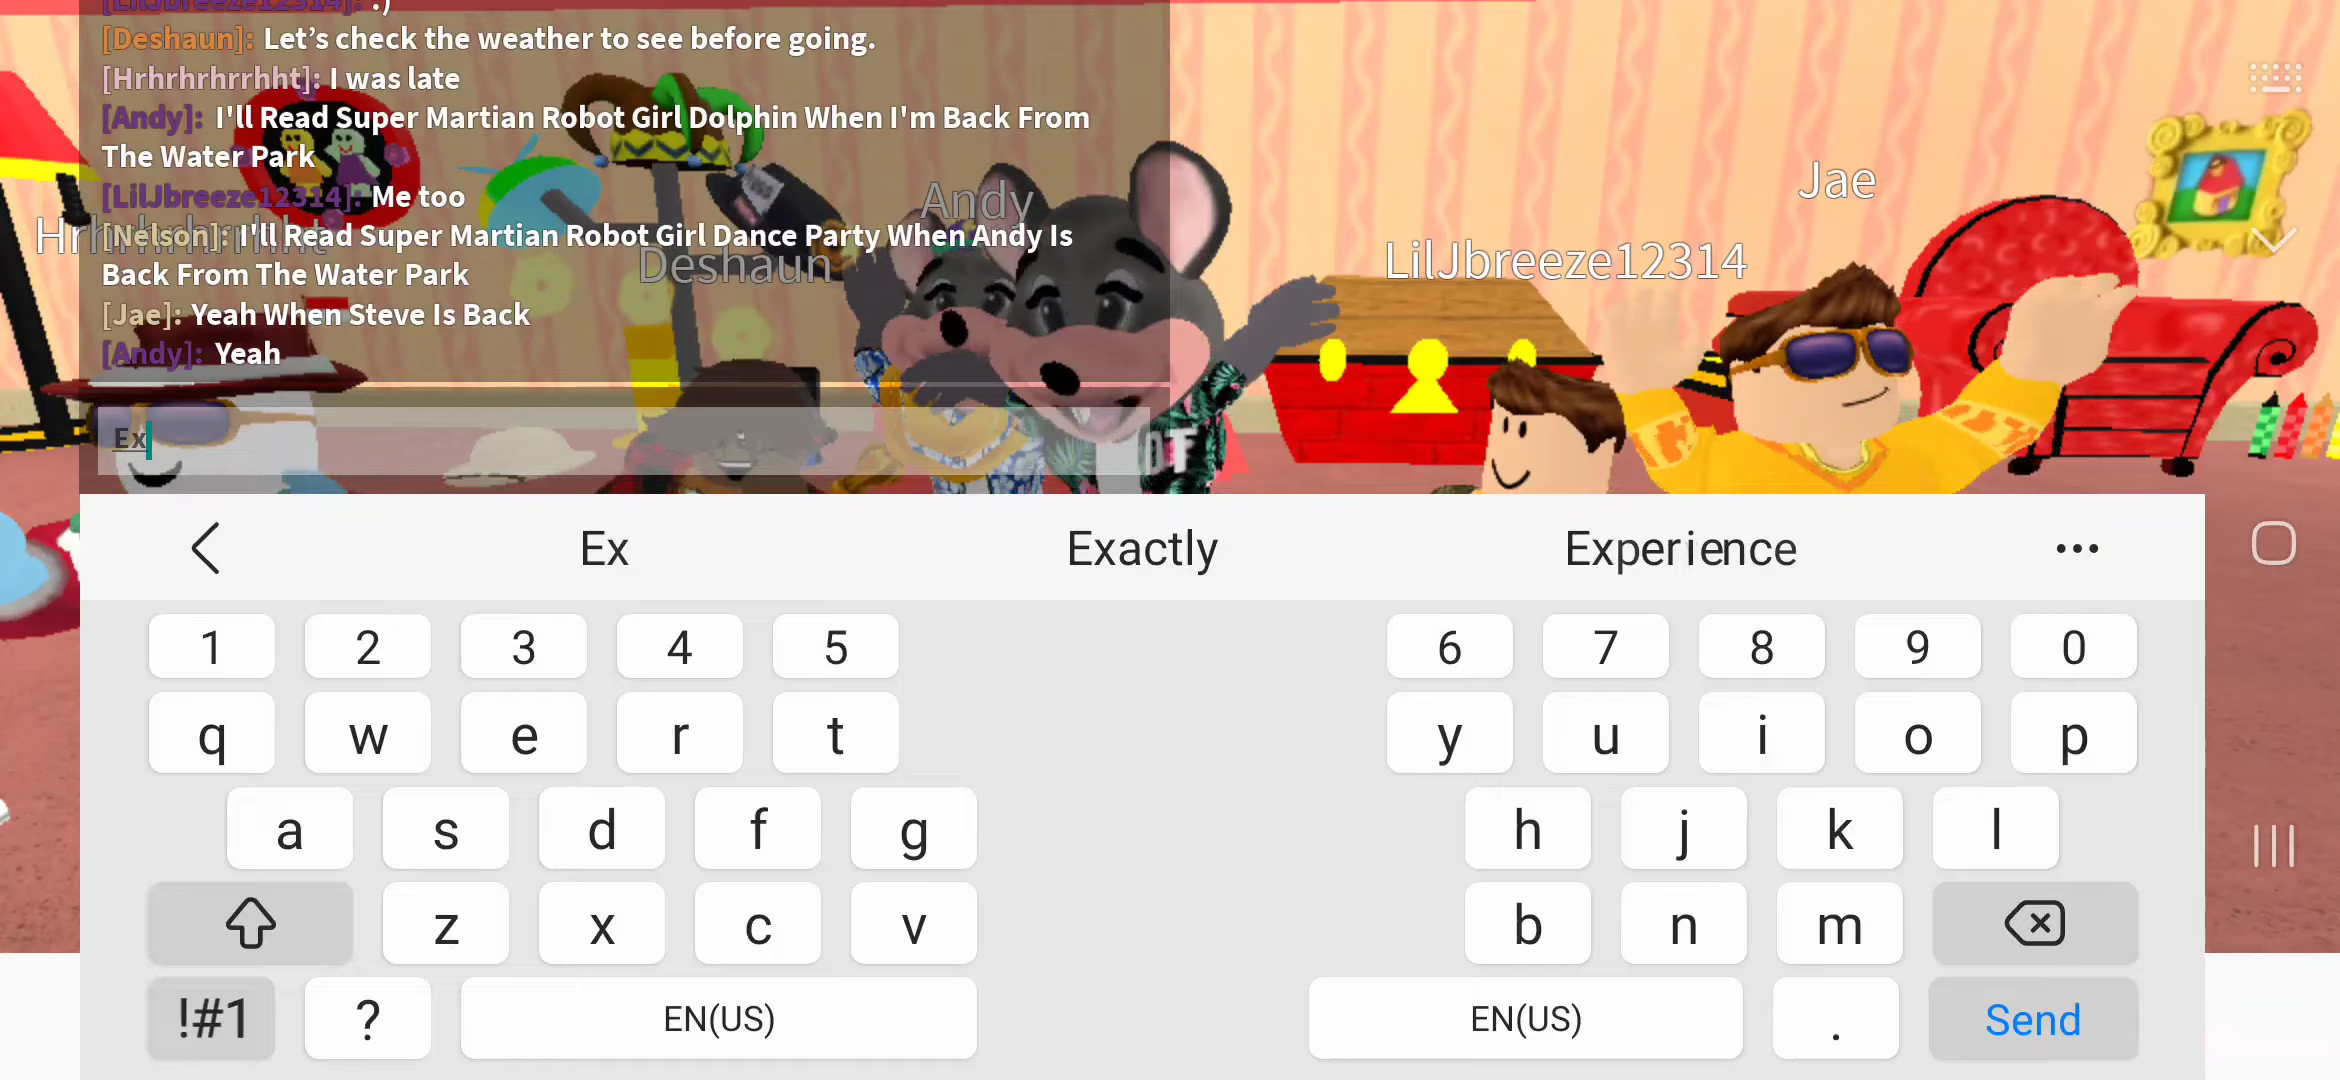 [LilJbreeze12314]: :)
[Deshaun]: Let’s check the weather to see before going.
[Hrhrhrhrrhht]: I was late
[Andy]: I'll Read Super Martian Robot Girl Dolphin When I'm Back From
The Water Park
[LilJbreeze12314]: Me too
[Nelson]: I'll Read Super Martian Robot Girl Dance Party When Andy Is
Back From The Water Park
[Jae]: Yeah When Steve Is Back
[Andy]: Yeah
Hrhrhrhrrhht
Deshaun
Andy
LilJbreeze12314
Jae
Ex
Ex Exactly Experience
1 2 3 4 5 6 7 8 9 0
q w e r t y u i o p
a s d f g h j k l
z x c v b n m
!#1 ? EN(US) EN(US) . Send